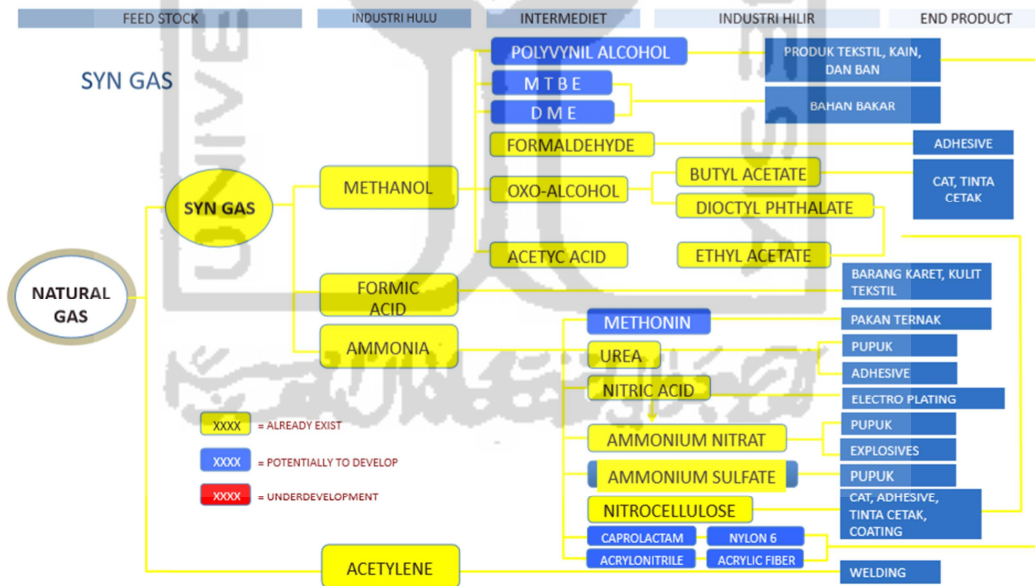 FEED STOCK
INDUSTRI HULU
INTERMEDIET
INDUSTRI HILIR
END PRODUCT
SYN GAS
POLYVYNIL ALCOHOL
PRODUK TEKSTIL, KAIN,
DAN BAN
M T B E
D M E
BAHAN BAKAR
FORMALDEHYDE
ADHESIVE
METHANOL
OXO-ALCOHOL
BUTYL ACETATE
CAT, TINTA
CETAK
SYN GAS
DIOCTYL PHTHALATE
ACETYC ACID
ETHYL ACETATE
NATURAL
GAS
FORMIC
ACID
BARANG KARET, KULIT
TEKSTIL
METHONIN
PAKAN TERNAK
AMMONIA
UREA
PUPUK
ADHESIVE
NITRIC ACID
ELECTRO PLATING
AMMONIUM NITRAT
PUPUK
EXPLOSIVES
AMMONIUM SULFATE
PUPUK
NITROCELLULOSE
CAT, ADHESIVE,
TINTA CETAK,
COATING
CAPROLACTAM
NYLON 6
ACRYLONITRILE
ACRYLIC FIBER
ACETYLENE
WELDING
XXXX = ALREADY EXIST
XXXX = POTENTIALLY TO DEVELOP
XXXX = UNDERDEVELOPMENT
UNIVE